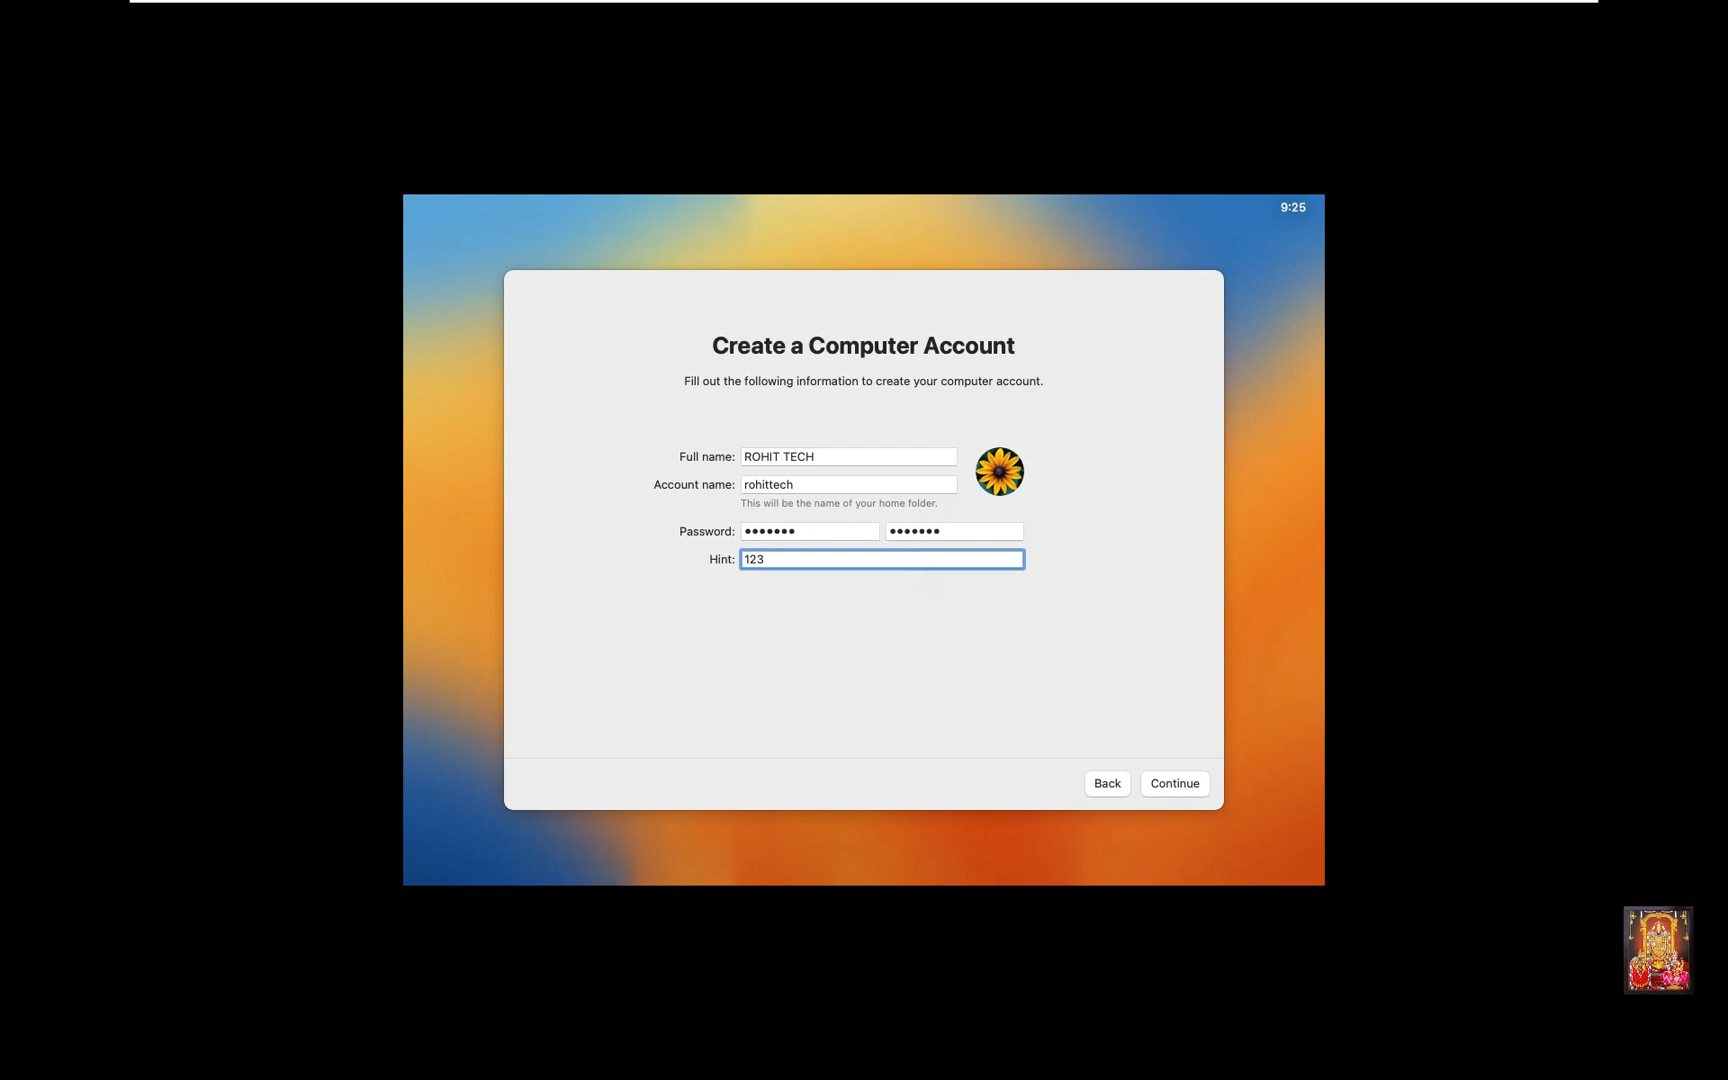 9:25
Create a Computer Account
Fill out the following information to create your computer account.
Full name: ROHIT TECH
Account name: rohittech
This will be the name of your home folder.
Password: ••••••• •••••••
Hint: 123
Back Continue